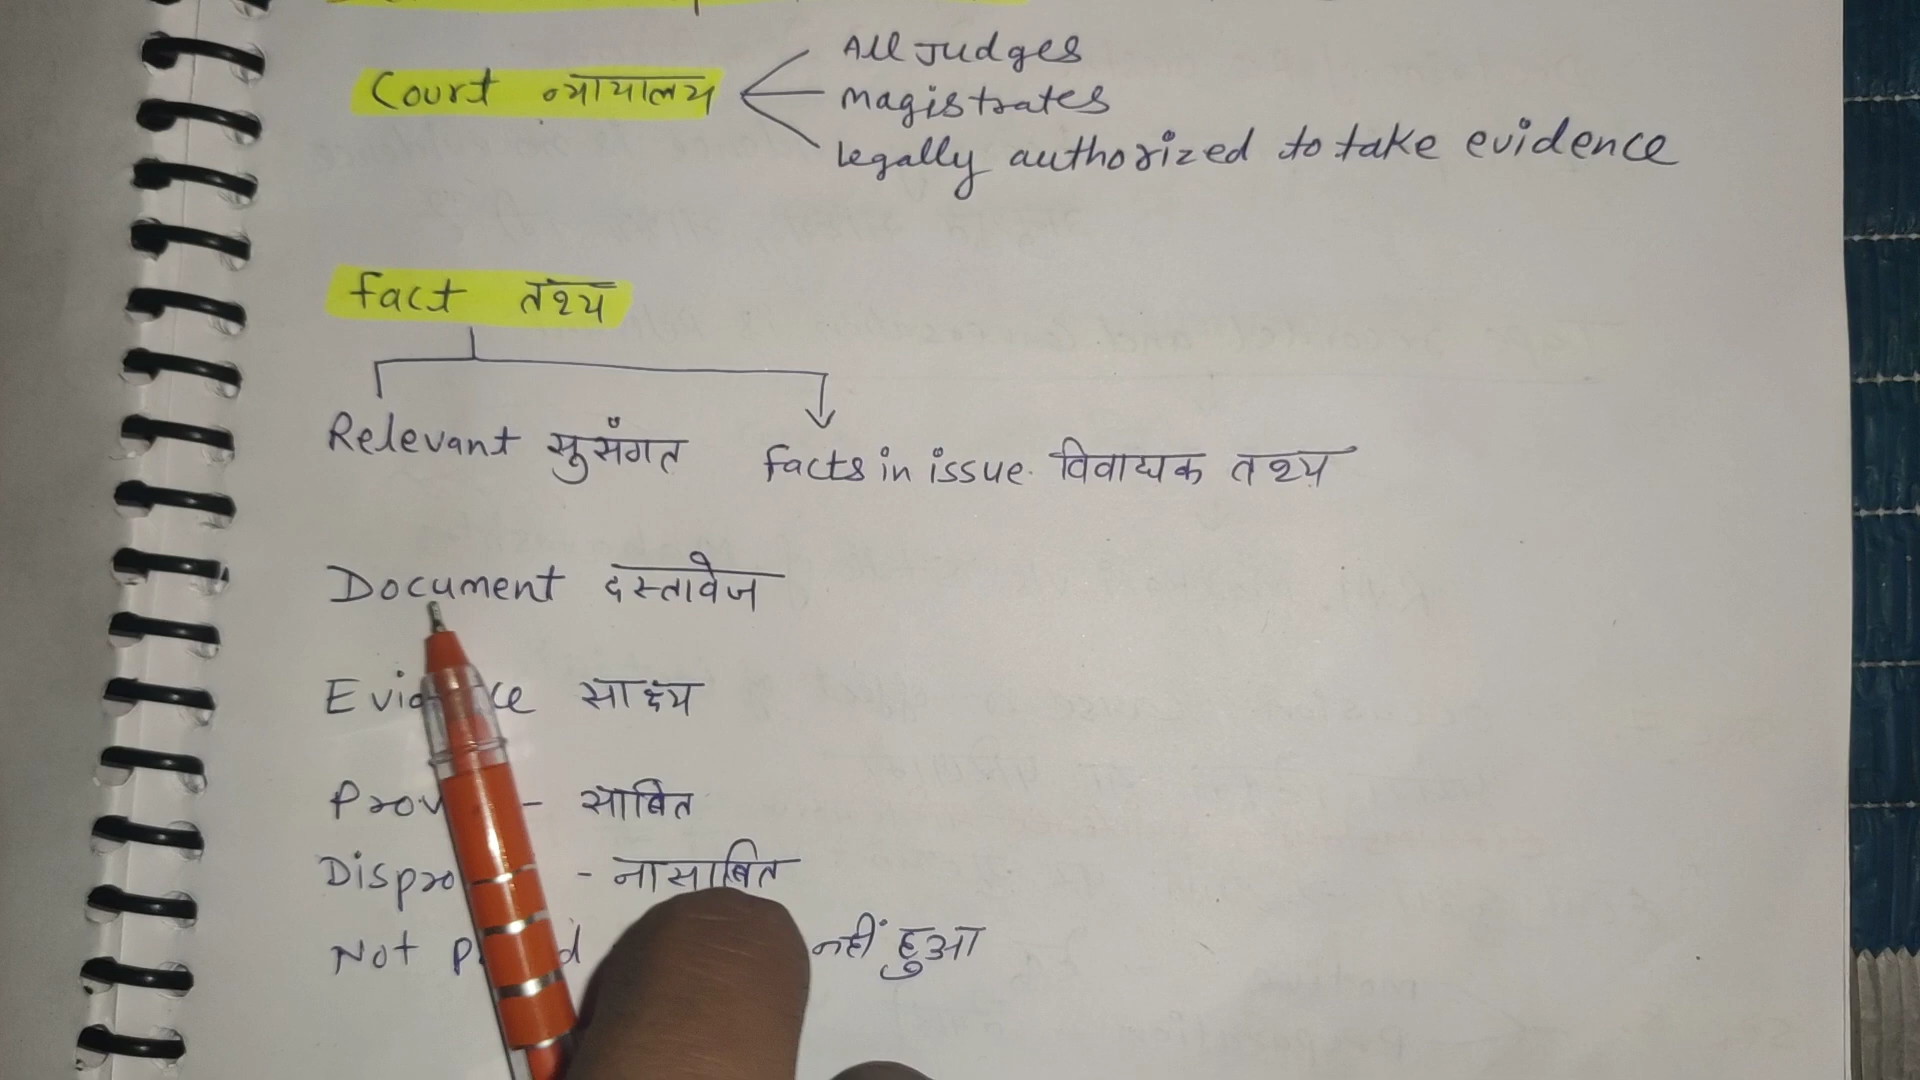 Court न्यायालय
All Judges
magistrates
legally authorized to take evidence
fact तथ्य
Relevant सुसंगत
facts in issue. विवाद्यक तथ्य
Document दस्तावेज
साक्ष्य
- साबित
- नासाबित
Not
नहीं हुआ